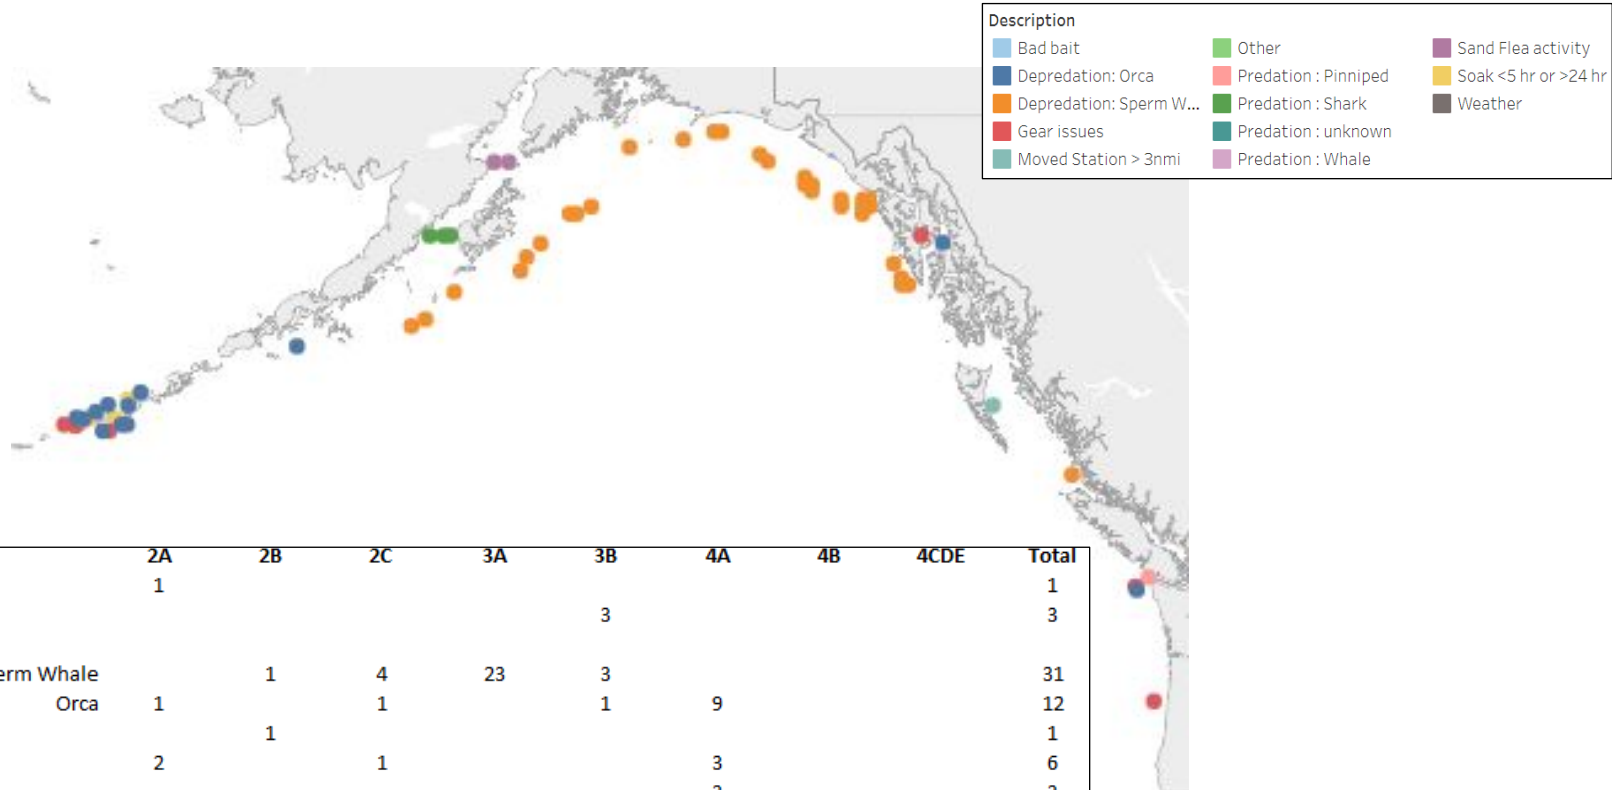 Description
Bad bait Other Sand Flea activity
Depredation: Orca Predation : Pinniped Soak <5 hr or >24 hr
Depredation: Sperm W... Predation : Shark Weather
Gear issues Predation : unknown
Moved Station > 3nmi Predation : Whale
2A 2B 2C 3A 3B 4A 4B 4CDE Total
1 1
3 3
erm Whale 1 4 23 3 31
Orca 1 1 1 9 12
1 1
2 1 3 6